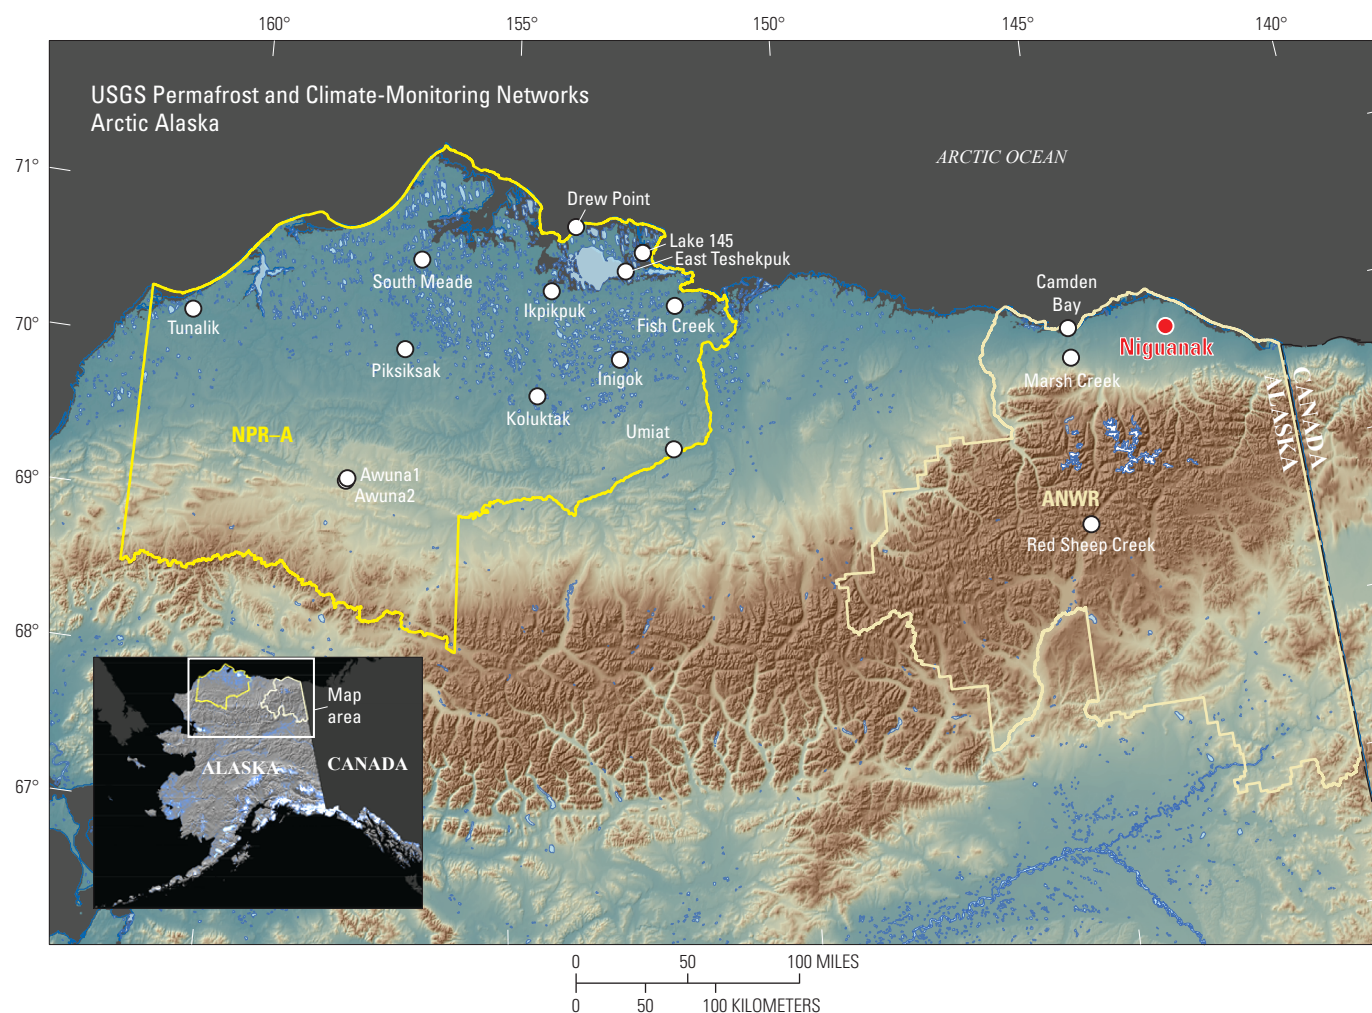 160°
155°
150°
145°
140°
USGS Permafrost and Climate-Monitoring Networks
Arctic Alaska
ARCTIC OCEAN
71°
70°
69°
68°
67°
Drew Point
Lake 145
East Teshekpuk
South Meade
Ikpikpuk
Fish Creek
Tunalik
Piksiksak
Inigok
Koluktak
Umiat
NPR–A
Awuna1
Awuna2
Camden
Bay
Niguanak
Marsh Creek
CANADA
ALASKA
ANWR
Red Sheep Creek
Map
area
ALASKA
CANADA
0 50 100 MILES
0 50 100 KILOMETERS